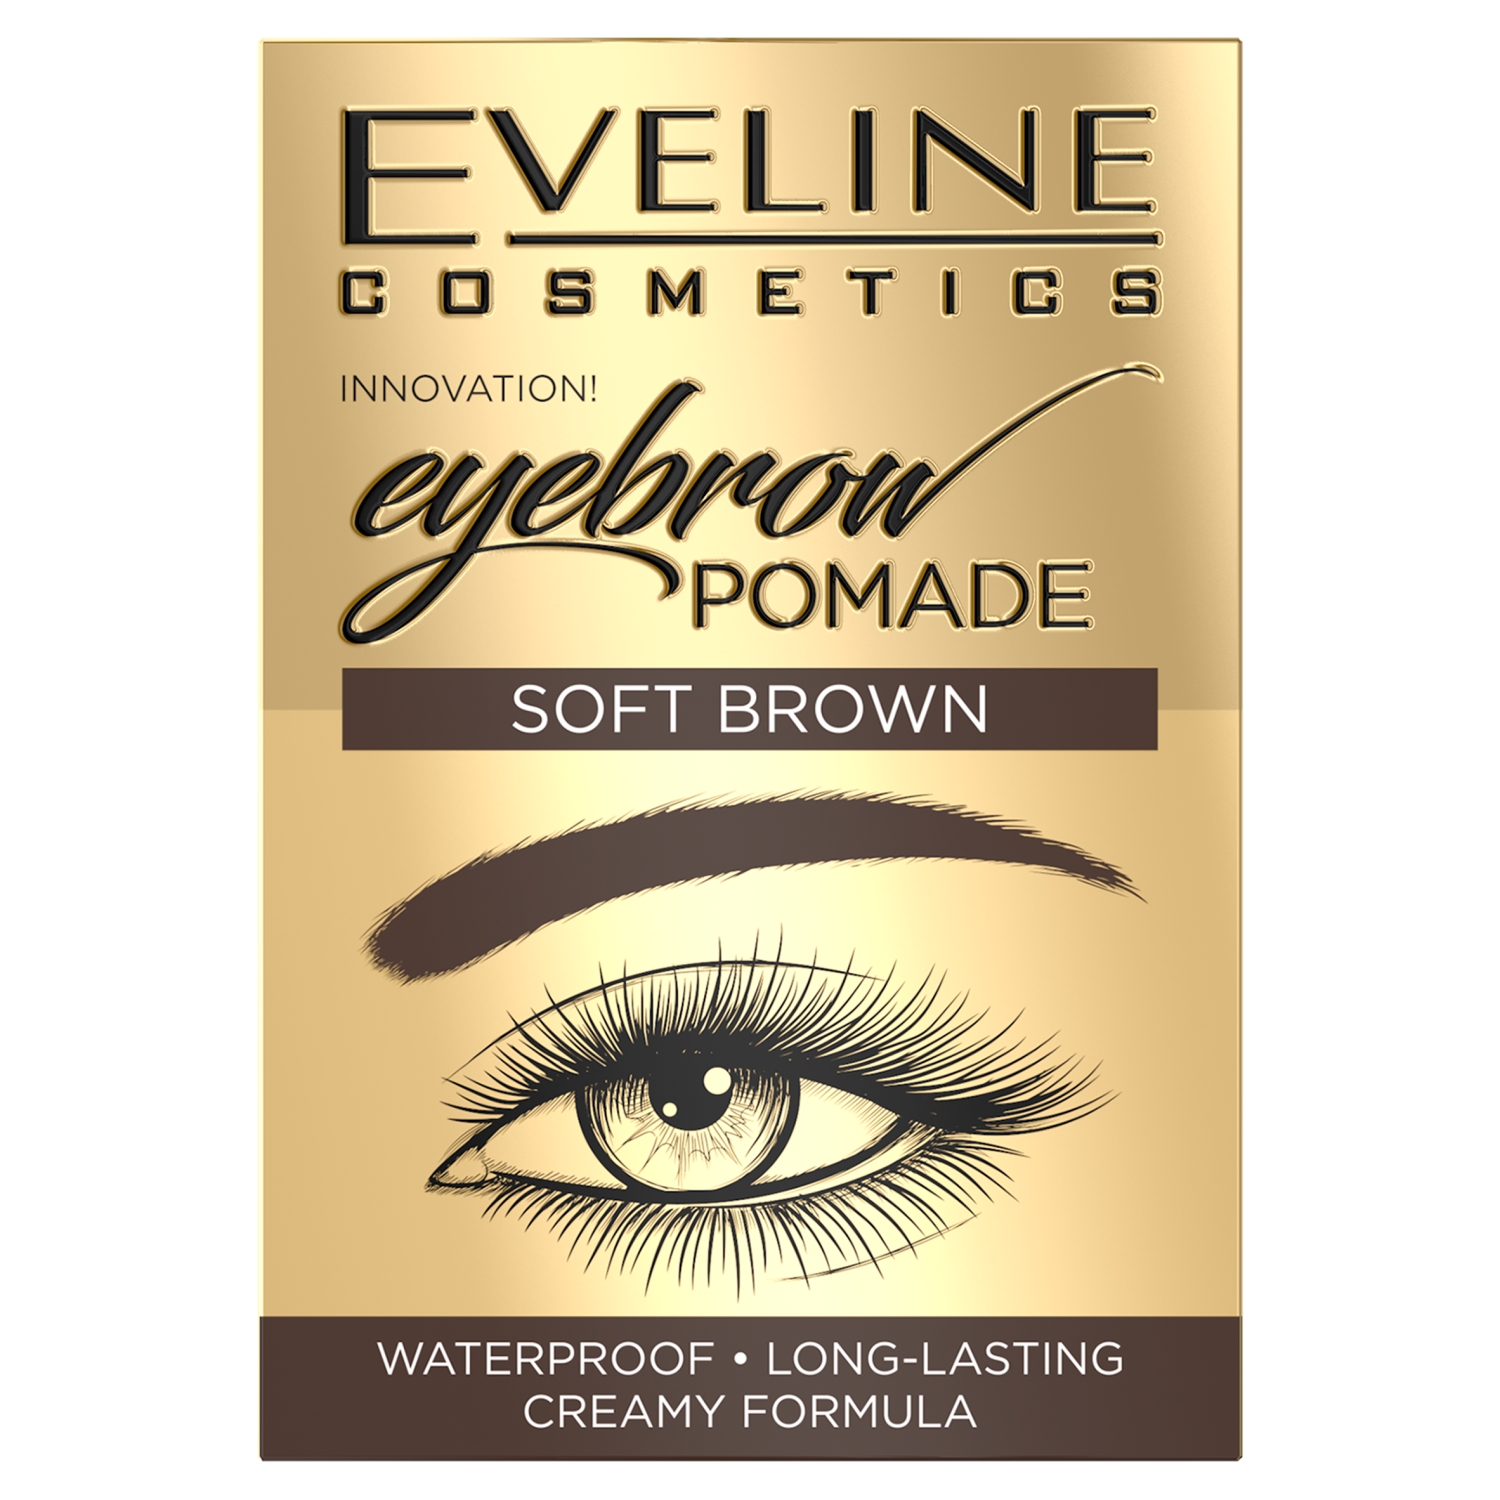 EVELINE
COSMETICS
INNOVATION!
eyebrow
POMADE
SOFT BROWN
WATERPROOF • LONG-LASTING
CREAMY FORMULA